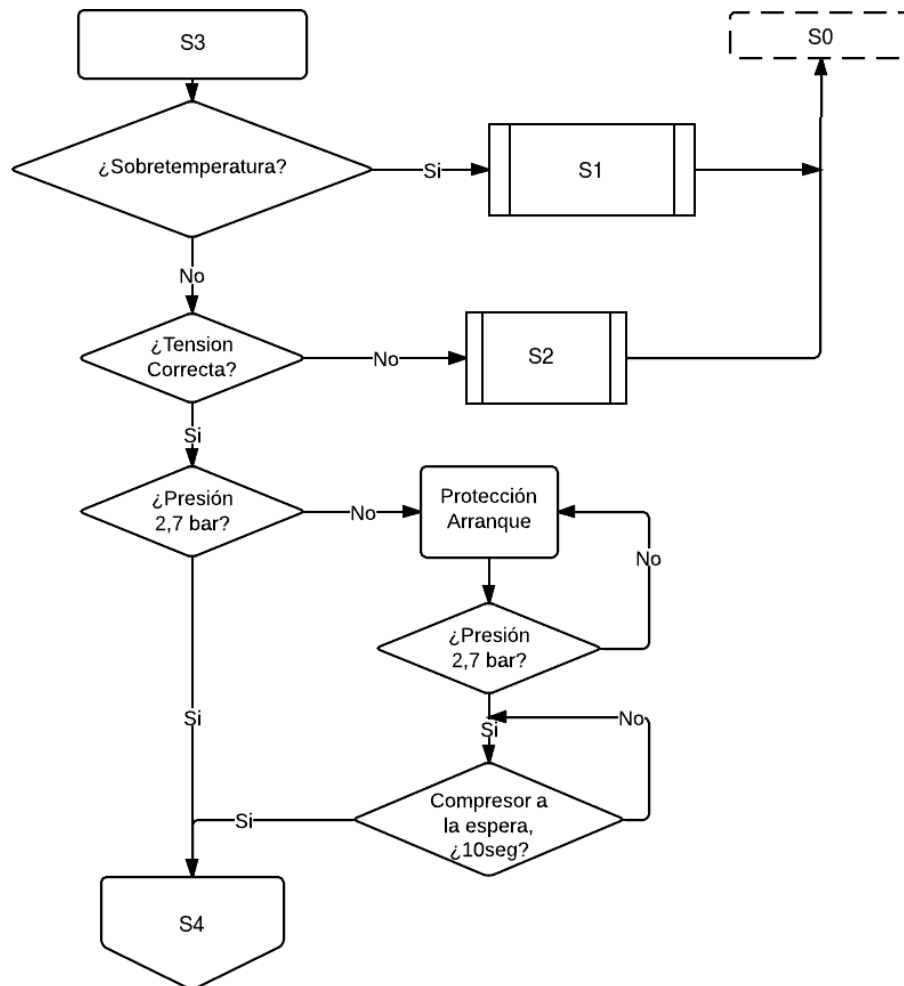 S3
S0
¿Sobretemperatura?
Si
S1
No
¿Tension
Correcta?
No
S2
Si
¿Presión
2,7 bar?
No
Protección
Arranque
No
¿Presión
2,7 bar?
Si
No
Si
Compresor a
la espera,
¿10seg?
Si
S4